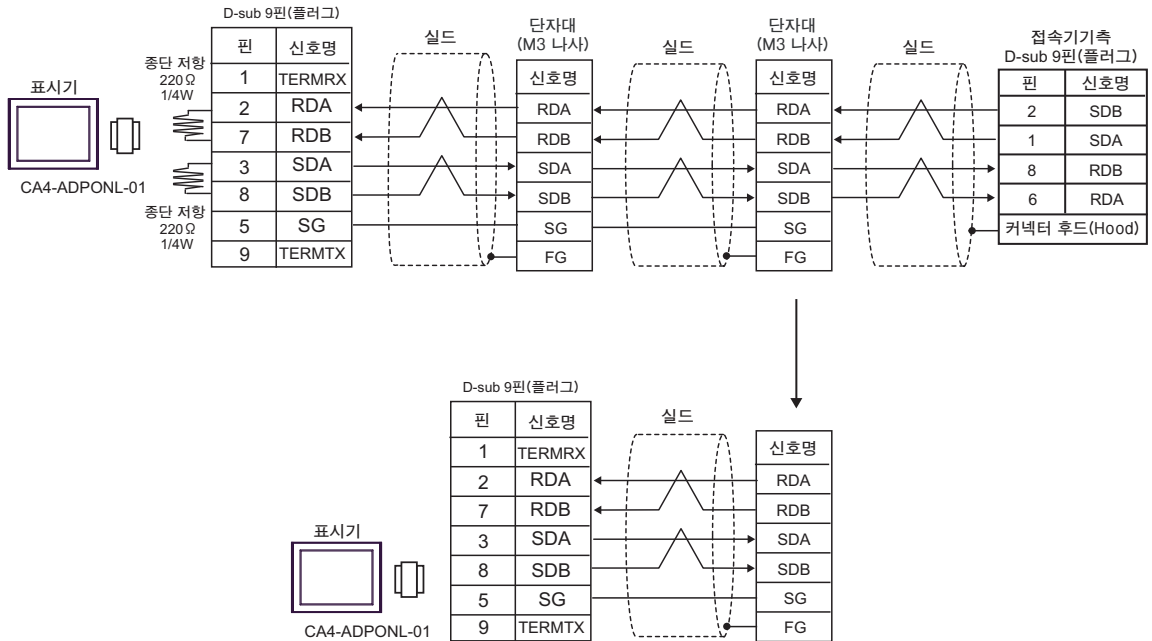 D-sub 9핀(플러그)
핀 신호명
1 TERMRX
2 RDA
7 RDB
3 SDA
8 SDB
5 SG
9 TERMTX
종단 저항
220Ω
1/4W
종단 저항
220Ω
1/4W
표시기
CA4-ADPONL-01
실드
단자대
(M3 나사)
신호명
RDA
RDB
SDA
SDB
SG
FG
실드
단자대
(M3 나사)
신호명
RDA
RDB
SDA
SDB
SG
FG
실드
접속기기측
D-sub 9핀(플러그)
핀 신호명
2 SDB
1 SDA
8 RDB
6 RDA
커넥터 후드(Hood)
D-sub 9핀(플러그)
핀 신호명
1 TERMRX
2 RDA
7 RDB
3 SDA
8 SDB
5 SG
9 TERMTX
표시기
CA4-ADPONL-01
실드
신호명
RDA
RDB
SDA
SDB
SG
FG